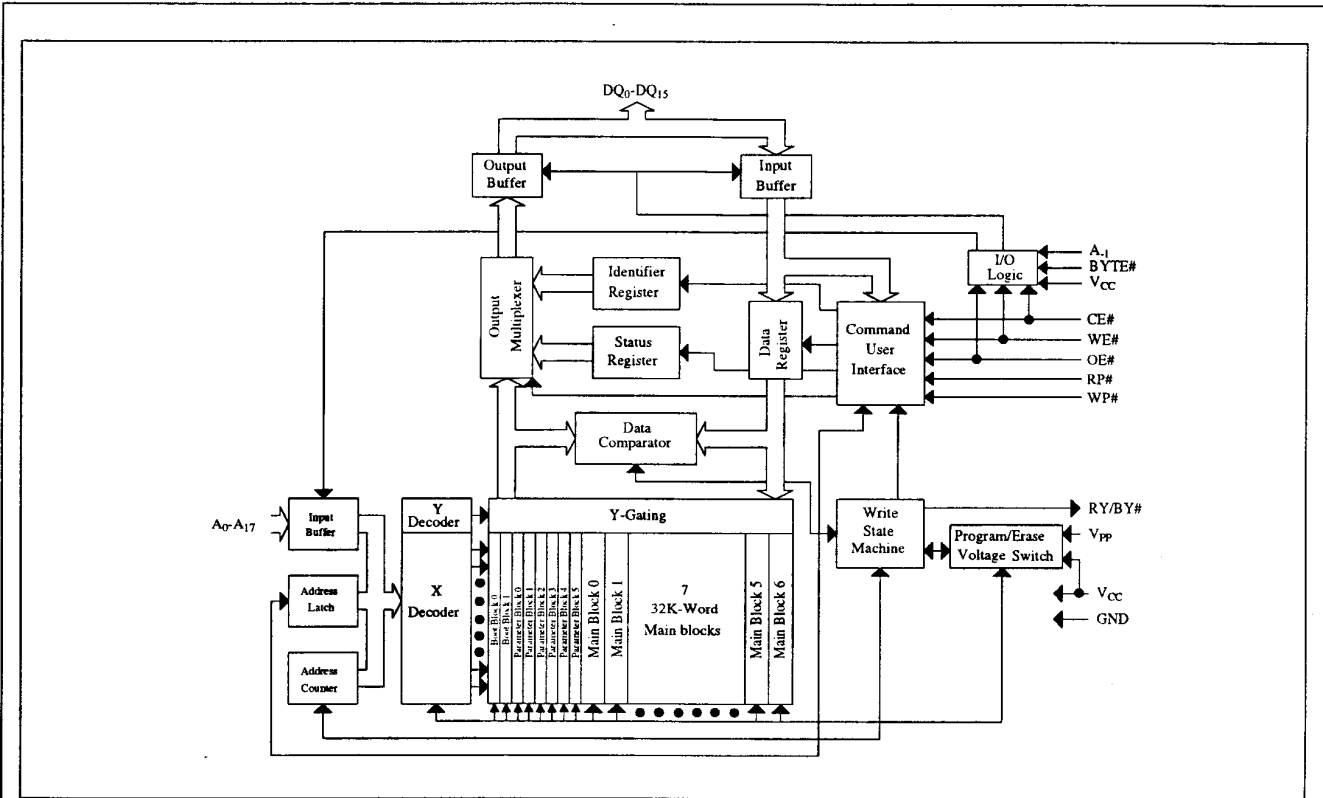 DQ₀-DQ₁₅
Output
Buffer
Input
Buffer
Output
Multiplexer
Identifier
Register
Status
Register
Data
Register
Command
User
Interface
I/O
Logic
A₋₁
BYTE#
V_CC
CE#
WE#
OE#
RP#
WP#
Data
Comparator
A₀-A₁₇
Input
Buffer
Address
Latch
Address
Counter
Y
Decoder
X
Decoder
Y-Gating
Boot Block 0
Boot Block 1
Parameter Block 0
Parameter Block 1
Parameter Block 2
Parameter Block 3
Parameter Block 4
Parameter Block 5
Main Block 0
Main Block 1
7
32K-Word
Main blocks
Main Block 5
Main Block 6
Write
State
Machine
Program/Erase
Voltage Switch
RY/BY#
V_PP
V_CC
GND